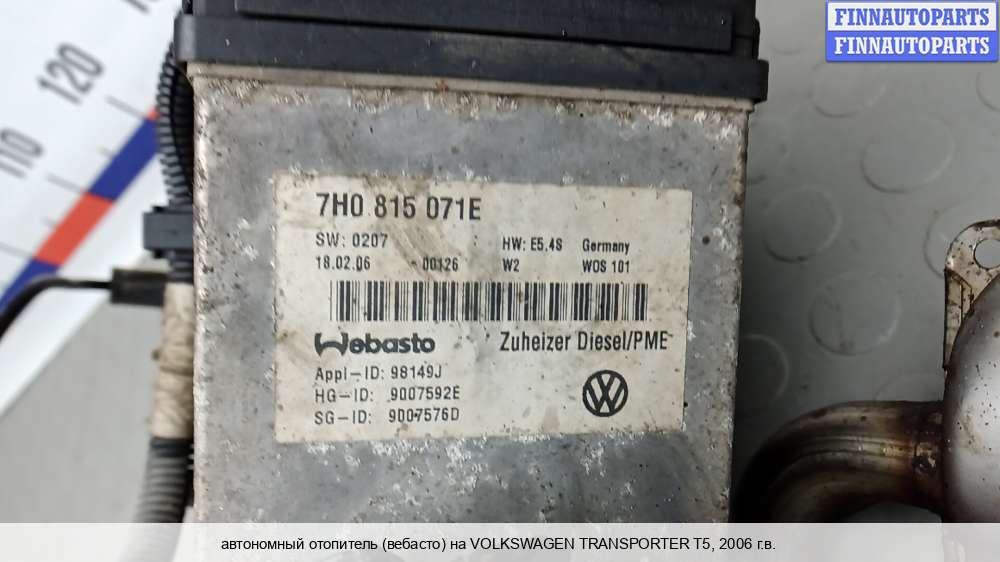 FINNAUTOPARTS
FINNAUTOPARTS
120
110
7H0 815 071E
SW: 0207 HW: E5.4S Germany
18.02.06 00126 W2 WOS 101
Webasto Zuheizer Diesel/PME
Appl-ID: 98149J
HG-ID: 9007592E
SG-ID: 9007576D
автономный отопитель (вебасто) на VOLKSWAGEN TRANSPORTER T5, 2006 г.в.